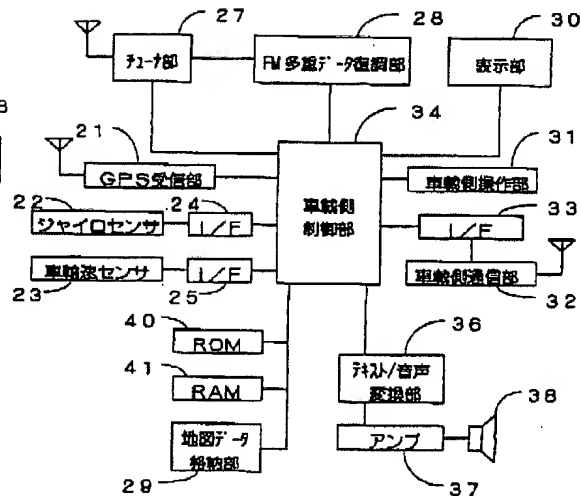 27
28
30
チューナ部
FM多重データ復調部
表示部
34
21
31
GPS受信部
車載側操作部
22
24
車載側
制御部
33
ジャイロセンサ
I/F
I/F
車輪速センサ
I/F
車載側通信部
23
25
32
40
36
ROM
テキスト/音声
変換部
41
38
RAM
アンプ
地図データ
格納部
29
37